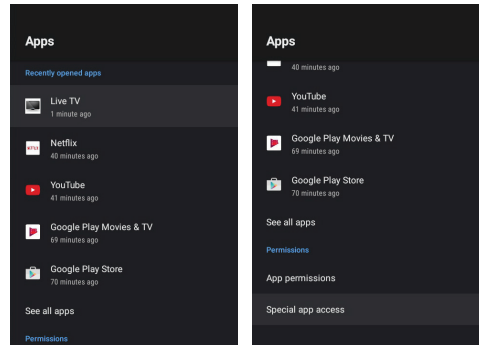 Apps
Recently opened apps
Live TV
1 minute ago
Netflix
40 minutes ago
YouTube
41 minutes ago
Google Play Movies & TV
69 minutes ago
Google Play Store
70 minutes ago
See all apps
Permissions
Apps
40 minutes ago
YouTube
41 minutes ago
Google Play Movies & TV
69 minutes ago
Google Play Store
70 minutes ago
See all apps
Permissions
App permissions
Special app access